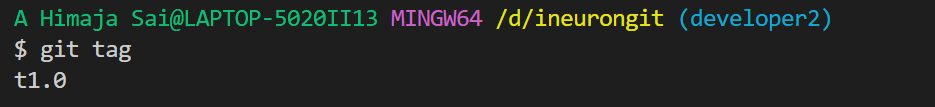 A Himaja Sai@LAPTOP-5020II13 MINGW64 /d/ineurongit (developer2)
$ git tag
t1.0